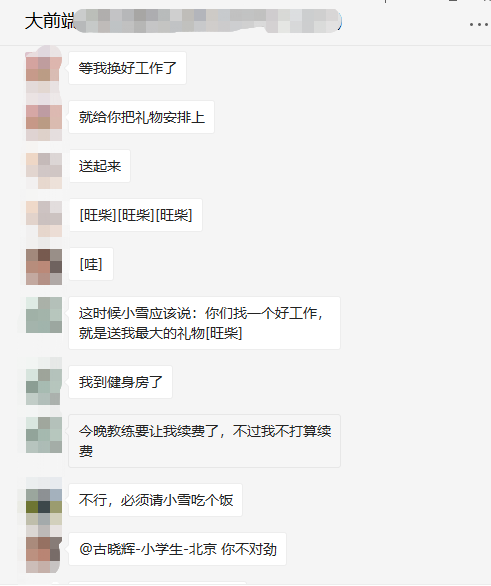 大前端
等我换好工作了
就给你把礼物安排上
送起来
[旺柴][旺柴][旺柴]
[哇]
这时候小雪应该说：你们找一个好工作，
就是送我最大的礼物[旺柴]
我到健身房了
今晚教练要让我续费了，不过我不打算续
费
不行，必须请小雪吃个饭
@古晓辉-小学生-北京 你不对劲